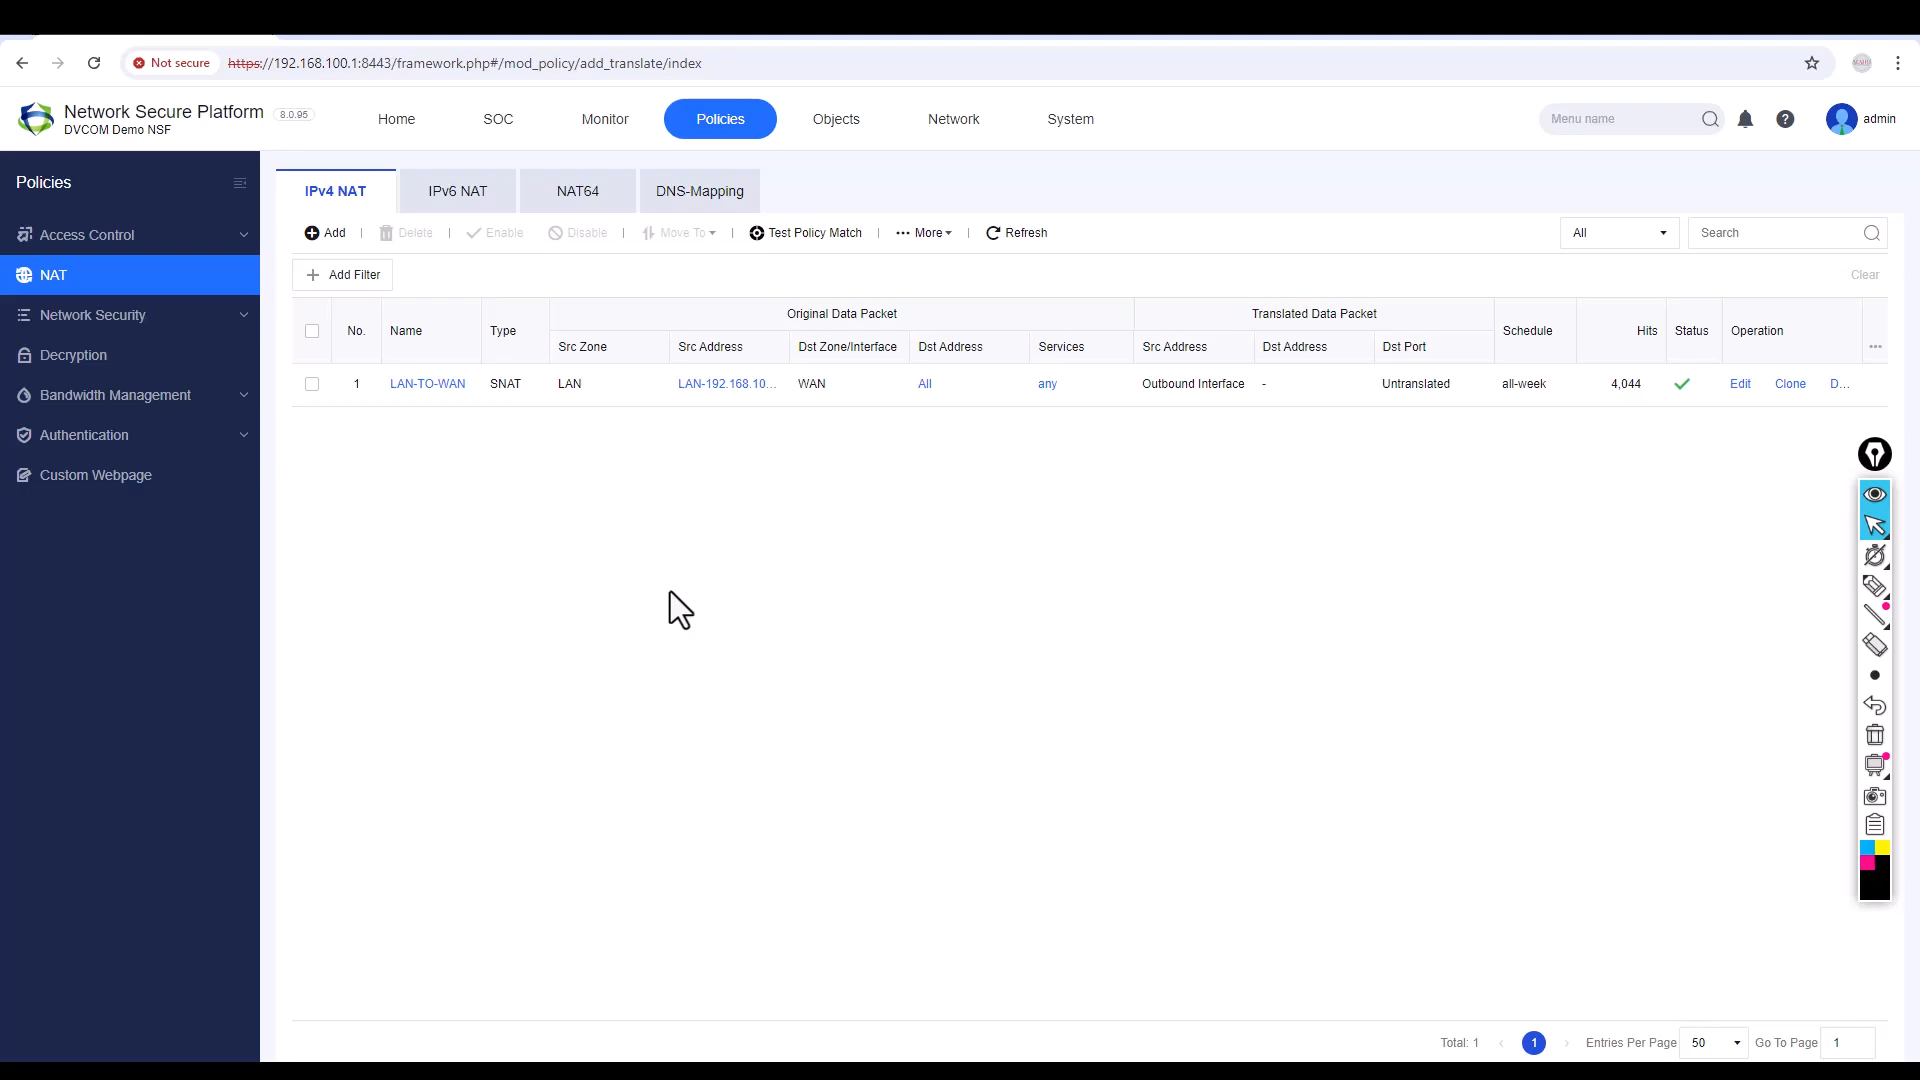 Not secure https://192.168.100.1:8443/framework.php#/mod_policy/add_translate/index
Network Secure Platform 8.0.95
DVCOM Demo NSF
Home SOC Monitor Policies Objects Network System
Menu name
admin
Policies
Access Control
NAT
Network Security
Decryption
Bandwidth Management
Authentication
Custom Webpage
IPv4 NAT IPv6 NAT NAT64 DNS-Mapping
Add Delete Enable Disable Move To Test Policy Match More Refresh
All Search
Add Filter Clear
No. Name Type Original Data Packet Translated Data Packet Schedule Hits Status Operation
Src Zone Src Address Dst Zone/Interface Dst Address Services Src Address Dst Address Dst Port
1 LAN-TO-WAN SNAT LAN LAN-192.168.10... WAN All any Outbound Interface - Untranslated all-week 4,044 Edit Clone D...
Total: 1 1 Entries Per Page 50 Go To Page 1